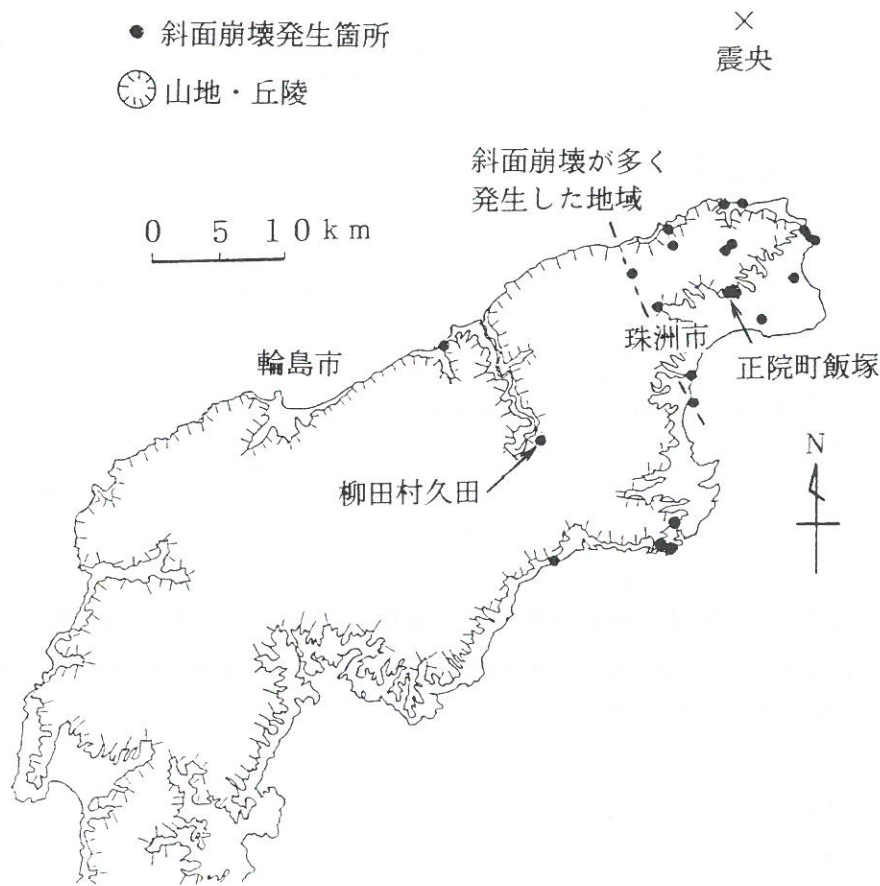 斜面崩壊発生箇所
山地・丘陵
×
震央
斜面崩壊が多く
発生した地域
0 5 10km
輪島市
珠洲市
正院町飯塚
柳田村久田
N